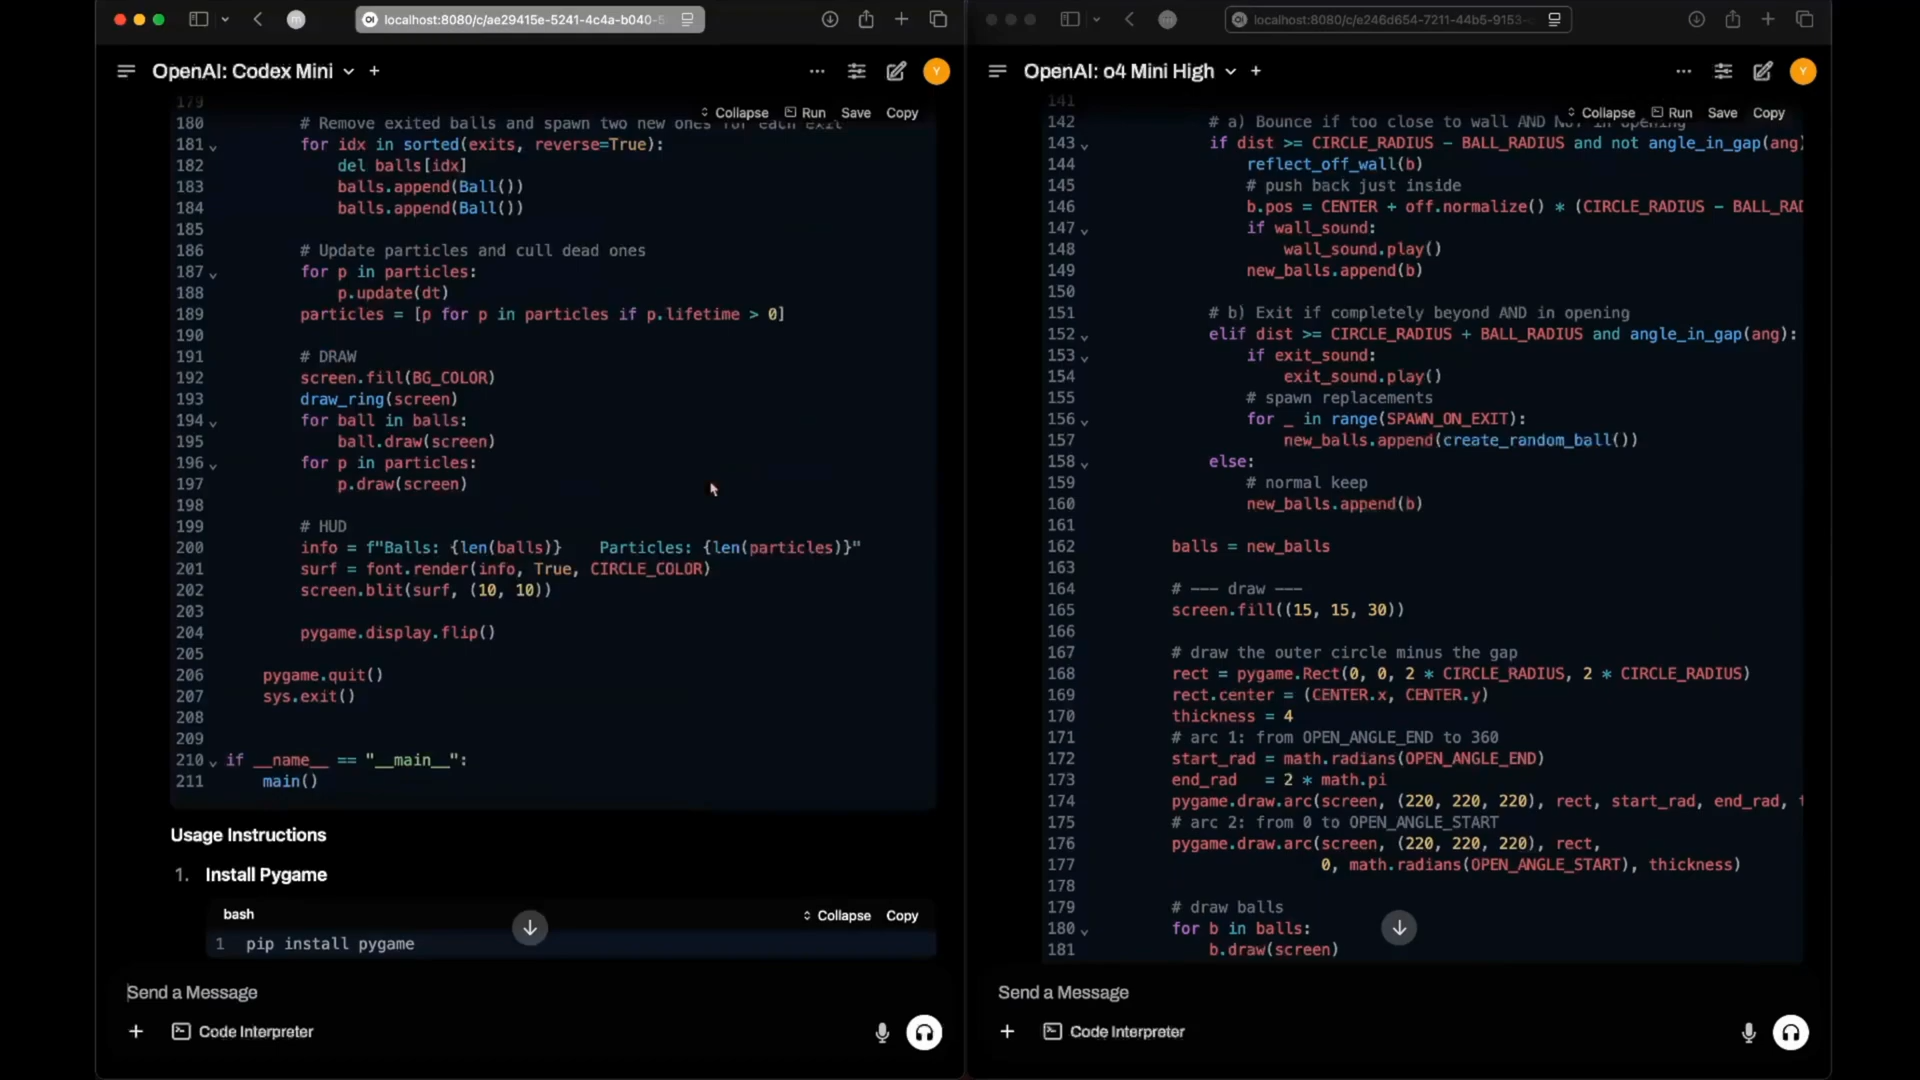 localhost:8080/c/ae29415e-5241-4c4a-b040-5
OpenAI: Codex Mini
Y
179
Collapse Run Save Copy
180 # Remove exited balls and spawn two new ones for each exit
181 for idx in sorted(exits, reverse=True):
182 del balls[idx]
183 balls.append(Ball())
184 balls.append(Ball())
185
186 # Update particles and cull dead ones
187 for p in particles:
188 p.update(dt)
189 particles = [p for p in particles if p.lifetime > 0]
190
191 # DRAW
192 screen.fill(BG_COLOR)
193 draw_ring(screen)
194 for ball in balls:
195 ball.draw(screen)
196 for p in particles:
197 p.draw(screen)
198
199 # HUD
200 info = f"Balls: {len(balls)}    Particles: {len(particles)}"
201 surf = font.render(info, True, CIRCLE_COLOR)
202 screen.blit(surf, (10, 10))
203
204 pygame.display.flip()
205
206 pygame.quit()
207 sys.exit()
208
209
210 if __name__ == "__main__":
211 main()
Usage Instructions
1. Install Pygame
bash
Collapse Copy
1 pip install pygame
Send a Message
+ Code Interpreter
localhost:8080/c/e246d654-7211-44b5-9153-
OpenAI: o4 Mini High
Y
141
Collapse Run Save Copy
142 # a) Bounce if too close to wall AND NOT in opening
143 if dist >= CIRCLE_RADIUS - BALL_RADIUS and not angle_in_gap(ang)
144 reflect_off_wall(b)
145 # push back just inside
146 b.pos = CENTER + off.normalize() * (CIRCLE_RADIUS - BALL_RAD
147 if wall_sound:
148 wall_sound.play()
149 new_balls.append(b)
150
151 # b) Exit if completely beyond AND in opening
152 elif dist >= CIRCLE_RADIUS + BALL_RADIUS and angle_in_gap(ang):
153 if exit_sound:
154 exit_sound.play()
155 # spawn replacements
156 for _ in range(SPAWN_ON_EXIT):
157 new_balls.append(create_random_ball())
158 else:
159 # normal keep
160 new_balls.append(b)
161
162 balls = new_balls
163
164 # —— draw ——
165 screen.fill((15, 15, 30))
166
167 # draw the outer circle minus the gap
168 rect = pygame.Rect(0, 0, 2 * CIRCLE_RADIUS, 2 * CIRCLE_RADIUS)
169 rect.center = (CENTER.x, CENTER.y)
170 thickness = 4
171 # arc 1: from OPEN_ANGLE_END to 360
172 start_rad = math.radians(OPEN_ANGLE_END)
173 end_rad   = 2 * math.pi
174 pygame.draw.arc(screen, (220, 220, 220), rect, start_rad, end_rad,
175 # arc 2: from 0 to OPEN_ANGLE_START
176 pygame.draw.arc(screen, (220, 220, 220), rect,
177 0, math.radians(OPEN_ANGLE_START), thickness)
178
179 # draw balls
180 for b in balls:
181 b.draw(screen)
Send a Message
+ Code Interpreter